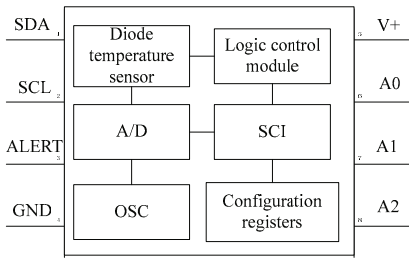 SDA
1
SCL
2
ALERT
3
GND
4
Diode
temperature
sensor
Logic control
module
A/D
SCI
OSC
Configuration
registers
V+
5
A0
6
A1
7
A2
8